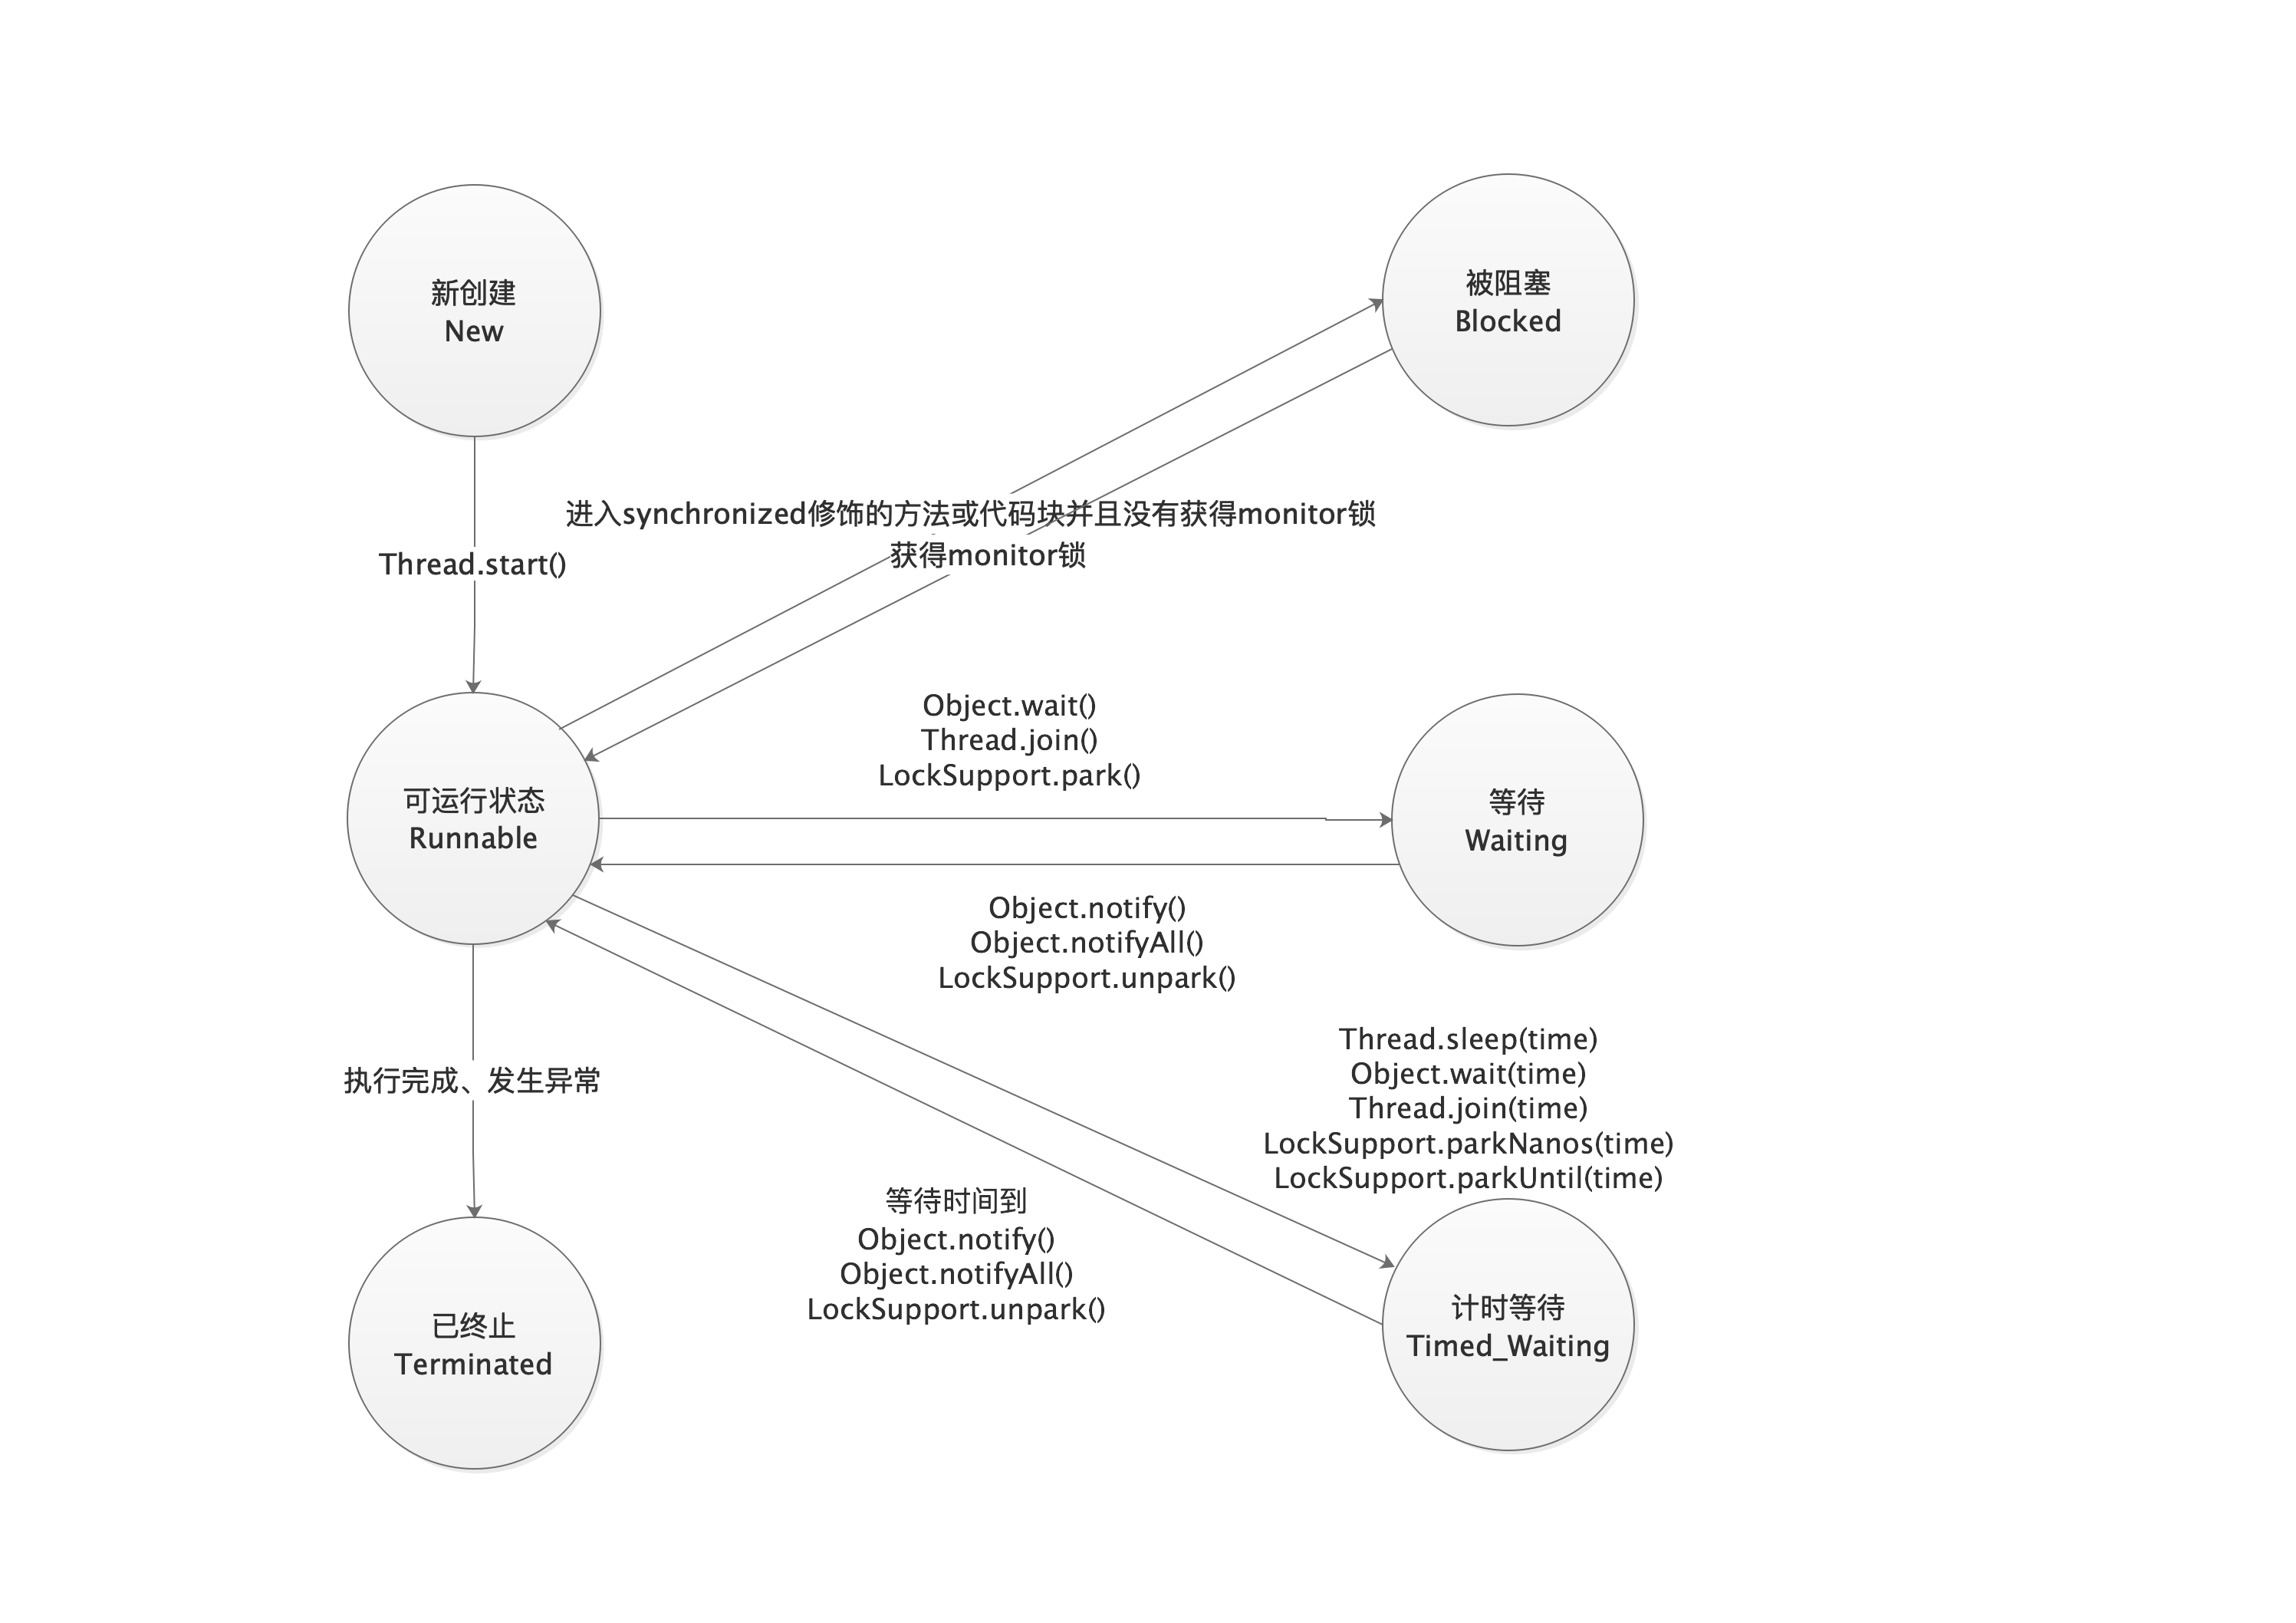 新创建
New
被阻塞
Blocked
进入synchronized修饰的方法或代码块并且没有获得monitor锁
获得monitor锁
Thread.start()
Object.wait()
Thread.join()
LockSupport.park()
可运行状态
Runnable
等待
Waiting
Object.notify()
Object.notifyAll()
LockSupport.unpark()
Thread.sleep(time)
Object.wait(time)
Thread.join(time)
LockSupport.parkNanos(time)
LockSupport.parkUntil(time)
执行完成、发生异常
等待时间到
Object.notify()
Object.notifyAll()
LockSupport.unpark()
已终止
Terminated
计时等待
Timed_Waiting